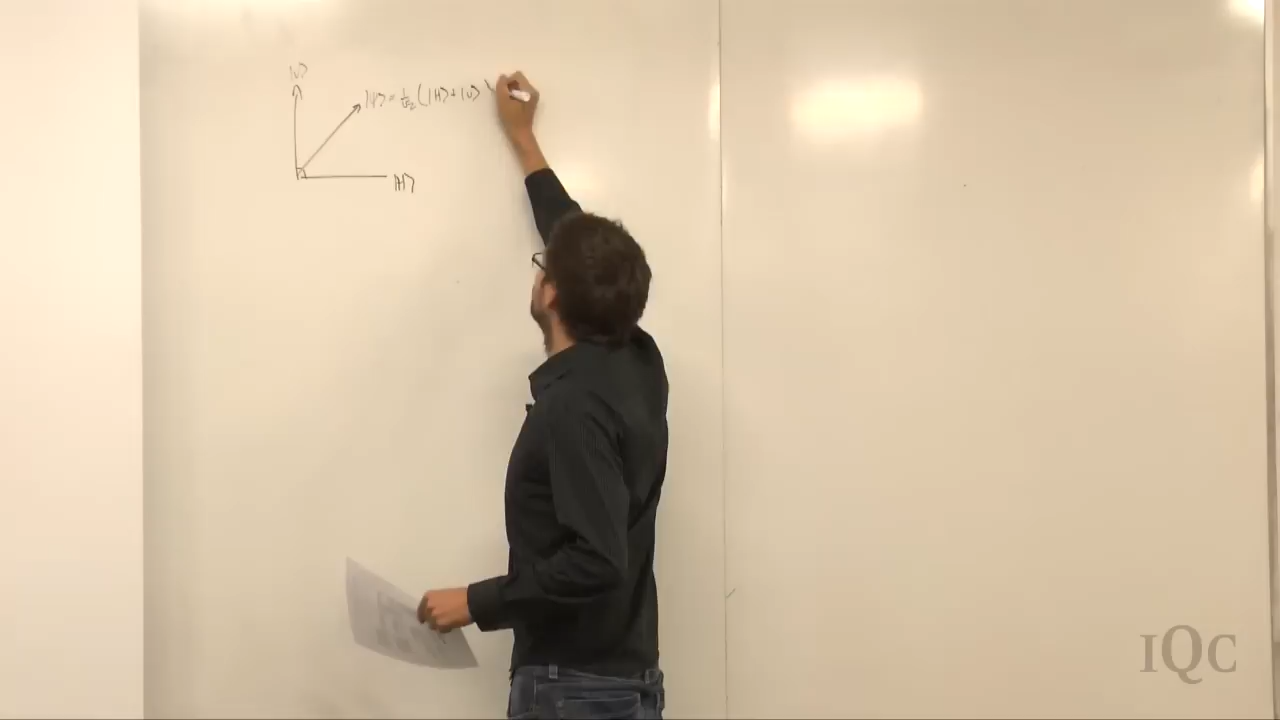 |V⟩
|ψ⟩ = 1/√2 (|H⟩+|V⟩)
|H⟩
IQC